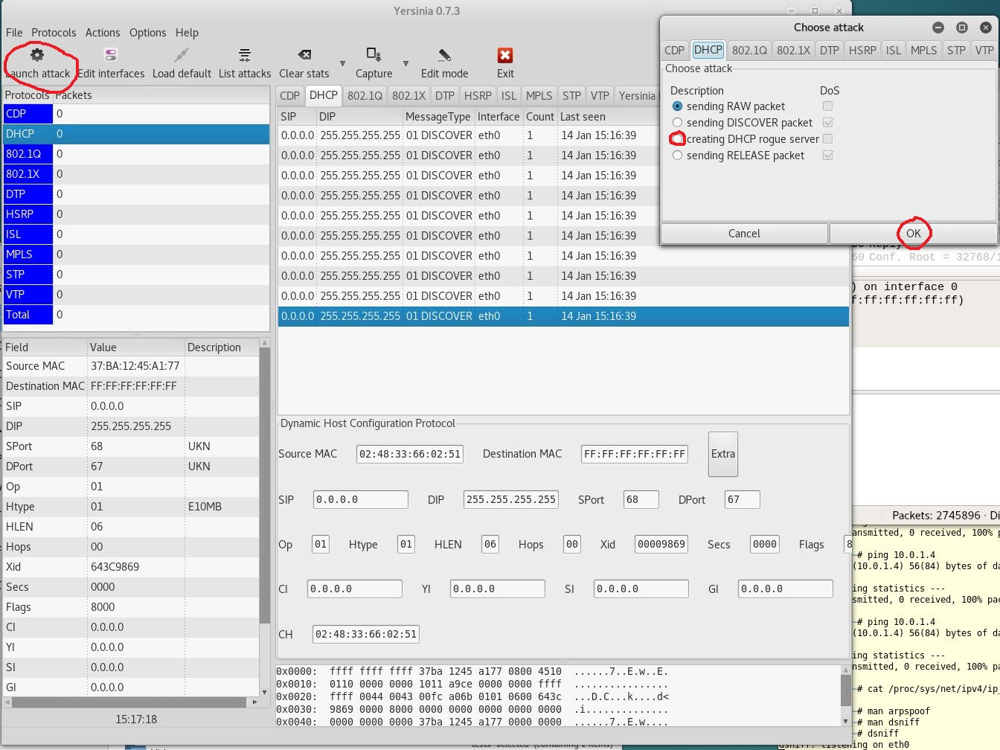 Yersinia 0.7.3
File Protocols Actions Options Help
Launch attack Edit interfaces Load default List attacks Clear stats Capture Edit mode Exit
Protocols Packets
CDP 0
DHCP 0
802.1Q 0
802.1X 0
DTP 0
HSRP 0
ISL 0
MPLS 0
STP 0
VTP 0
Total 0
CDP DHCP 802.1Q 802.1X DTP HSRP ISL MPLS STP VTP Yersinia
SIP DIP MessageType Interface Count Last seen
0.0.0.0 255.255.255.255 01 DISCOVER eth0 1 14 Jan 15:16:39
0.0.0.0 255.255.255.255 01 DISCOVER eth0 1 14 Jan 15:16:39
0.0.0.0 255.255.255.255 01 DISCOVER eth0 1 14 Jan 15:16:39
0.0.0.0 255.255.255.255 01 DISCOVER eth0 1 14 Jan 15:16:39
0.0.0.0 255.255.255.255 01 DISCOVER eth0 1 14 Jan 15:16:39
0.0.0.0 255.255.255.255 01 DISCOVER eth0 1 14 Jan 15:16:39
0.0.0.0 255.255.255.255 01 DISCOVER eth0 1 14 Jan 15:16:39
0.0.0.0 255.255.255.255 01 DISCOVER eth0 1 14 Jan 15:16:39
0.0.0.0 255.255.255.255 01 DISCOVER eth0 1 14 Jan 15:16:39
0.0.0.0 255.255.255.255 01 DISCOVER eth0 1 14 Jan 15:16:39
Choose attack
CDP DHCP 802.1Q 802.1X DTP HSRP ISL MPLS STP VTP
Choose attack
Description DoS
sending RAW packet
sending DISCOVER packet
creating DHCP rogue server
sending RELEASE packet
Cancel OK
Field Value Description
Source MAC 37:BA:12:45:A1:77
Destination MAC FF:FF:FF:FF:FF:FF
SIP 0.0.0.0
DIP 255.255.255.255
SPort 68 UKN
DPort 67 UKN
Op 01
Htype 01 E10MB
HLEN 06
Hops 00
Xid 643C9869
Secs 0000
Flags 8000
CI 0.0.0.0
YI 0.0.0.0
SI 0.0.0.0
GI 0.0.0.0
15:17:18
Dynamic Host Configuration Protocol
Source MAC 02:48:33:66:02:51 Destination MAC FF:FF:FF:FF:FF:FF Extra
SIP 0.0.0.0 DIP 255.255.255.255 SPort 68 DPort 67
Op 01 Htype 01 HLEN 06 Hops 00 Xid 00009869 Secs 0000 Flags 8
CI 0.0.0.0 YI 0.0.0.0 SI 0.0.0.0 GI 0.0.0.0
CH 02:48:33:66:02:51
0x0000: ffff ffff ffff 37ba 1245 a177 0800 4510 ......7..E.w..E.
0x0010: 0110 0000 0000 1011 a9ce 0000 0000 ffff ................
0x0020: ffff 0044 0043 00fc a06b 0101 0600 643c ...D.C...k....d<
0x0030: 9869 0000 8000 0000 0000 0000 0000 0000 .i..............
0x0040: 0000 0000 0000 37ba 1245 a177 0000 0000 ......7..E.w....
Reply
60 Conf. Root = 32768/1
) on interface 0
f:ff:ff:ff:ff:ff)
Packets: 2745896 · Di
ansmitted, 0 received, 100% p
~# ping 10.0.1.4
(10.0.1.4) 56(84) bytes of da
ing statistics ---
smitted, 0 received, 100% pac
~# ping 10.0.1.4
(10.0.1.4) 56(84) bytes of da
ing statistics ---
nsmitted, 0 received, 100% pa
~# cat /proc/sys/net/ipv4/ip_
~# man arpspoof
~# man dsniff
~# dsniff
dsniff: listening on eth0
"tests" selected (containing 2 items)